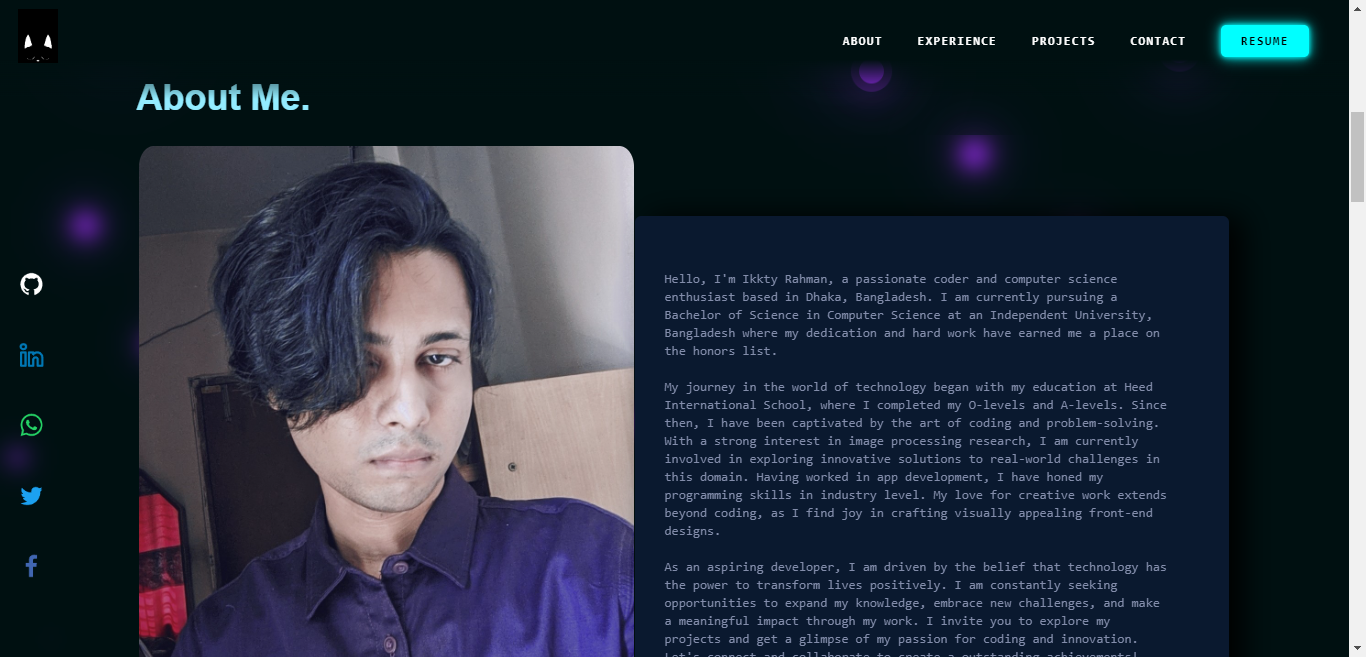 ABOUT
EXPERIENCE
PROJECTS
CONTACT
RESUME
About Me.
Hello, I'm Ikkty Rahman, a passionate coder and computer science
enthusiast based in Dhaka, Bangladesh. I am currently pursuing a
Bachelor of Science in Computer Science at an Independent University,
Bangladesh where my dedication and hard work have earned me a place on
the honors list.
My journey in the world of technology began with my education at Heed
International School, where I completed my O-levels and A-levels. Since
then, I have been captivated by the art of coding and problem-solving.
With a strong interest in image processing research, I am currently
involved in exploring innovative solutions to real-world challenges in
this domain. Having worked in app development, I have honed my
programming skills in industry level. My love for creative work extends
beyond coding, as I find joy in crafting visually appealing front-end
designs.
As an aspiring developer, I am driven by the belief that technology has
the power to transform lives positively. I am constantly seeking
opportunities to expand my knowledge, embrace new challenges, and make
a meaningful impact through my work. I invite you to explore my
projects and get a glimpse of my passion for coding and innovation.
Let's connect and collaborate to create a outstanding achievements!